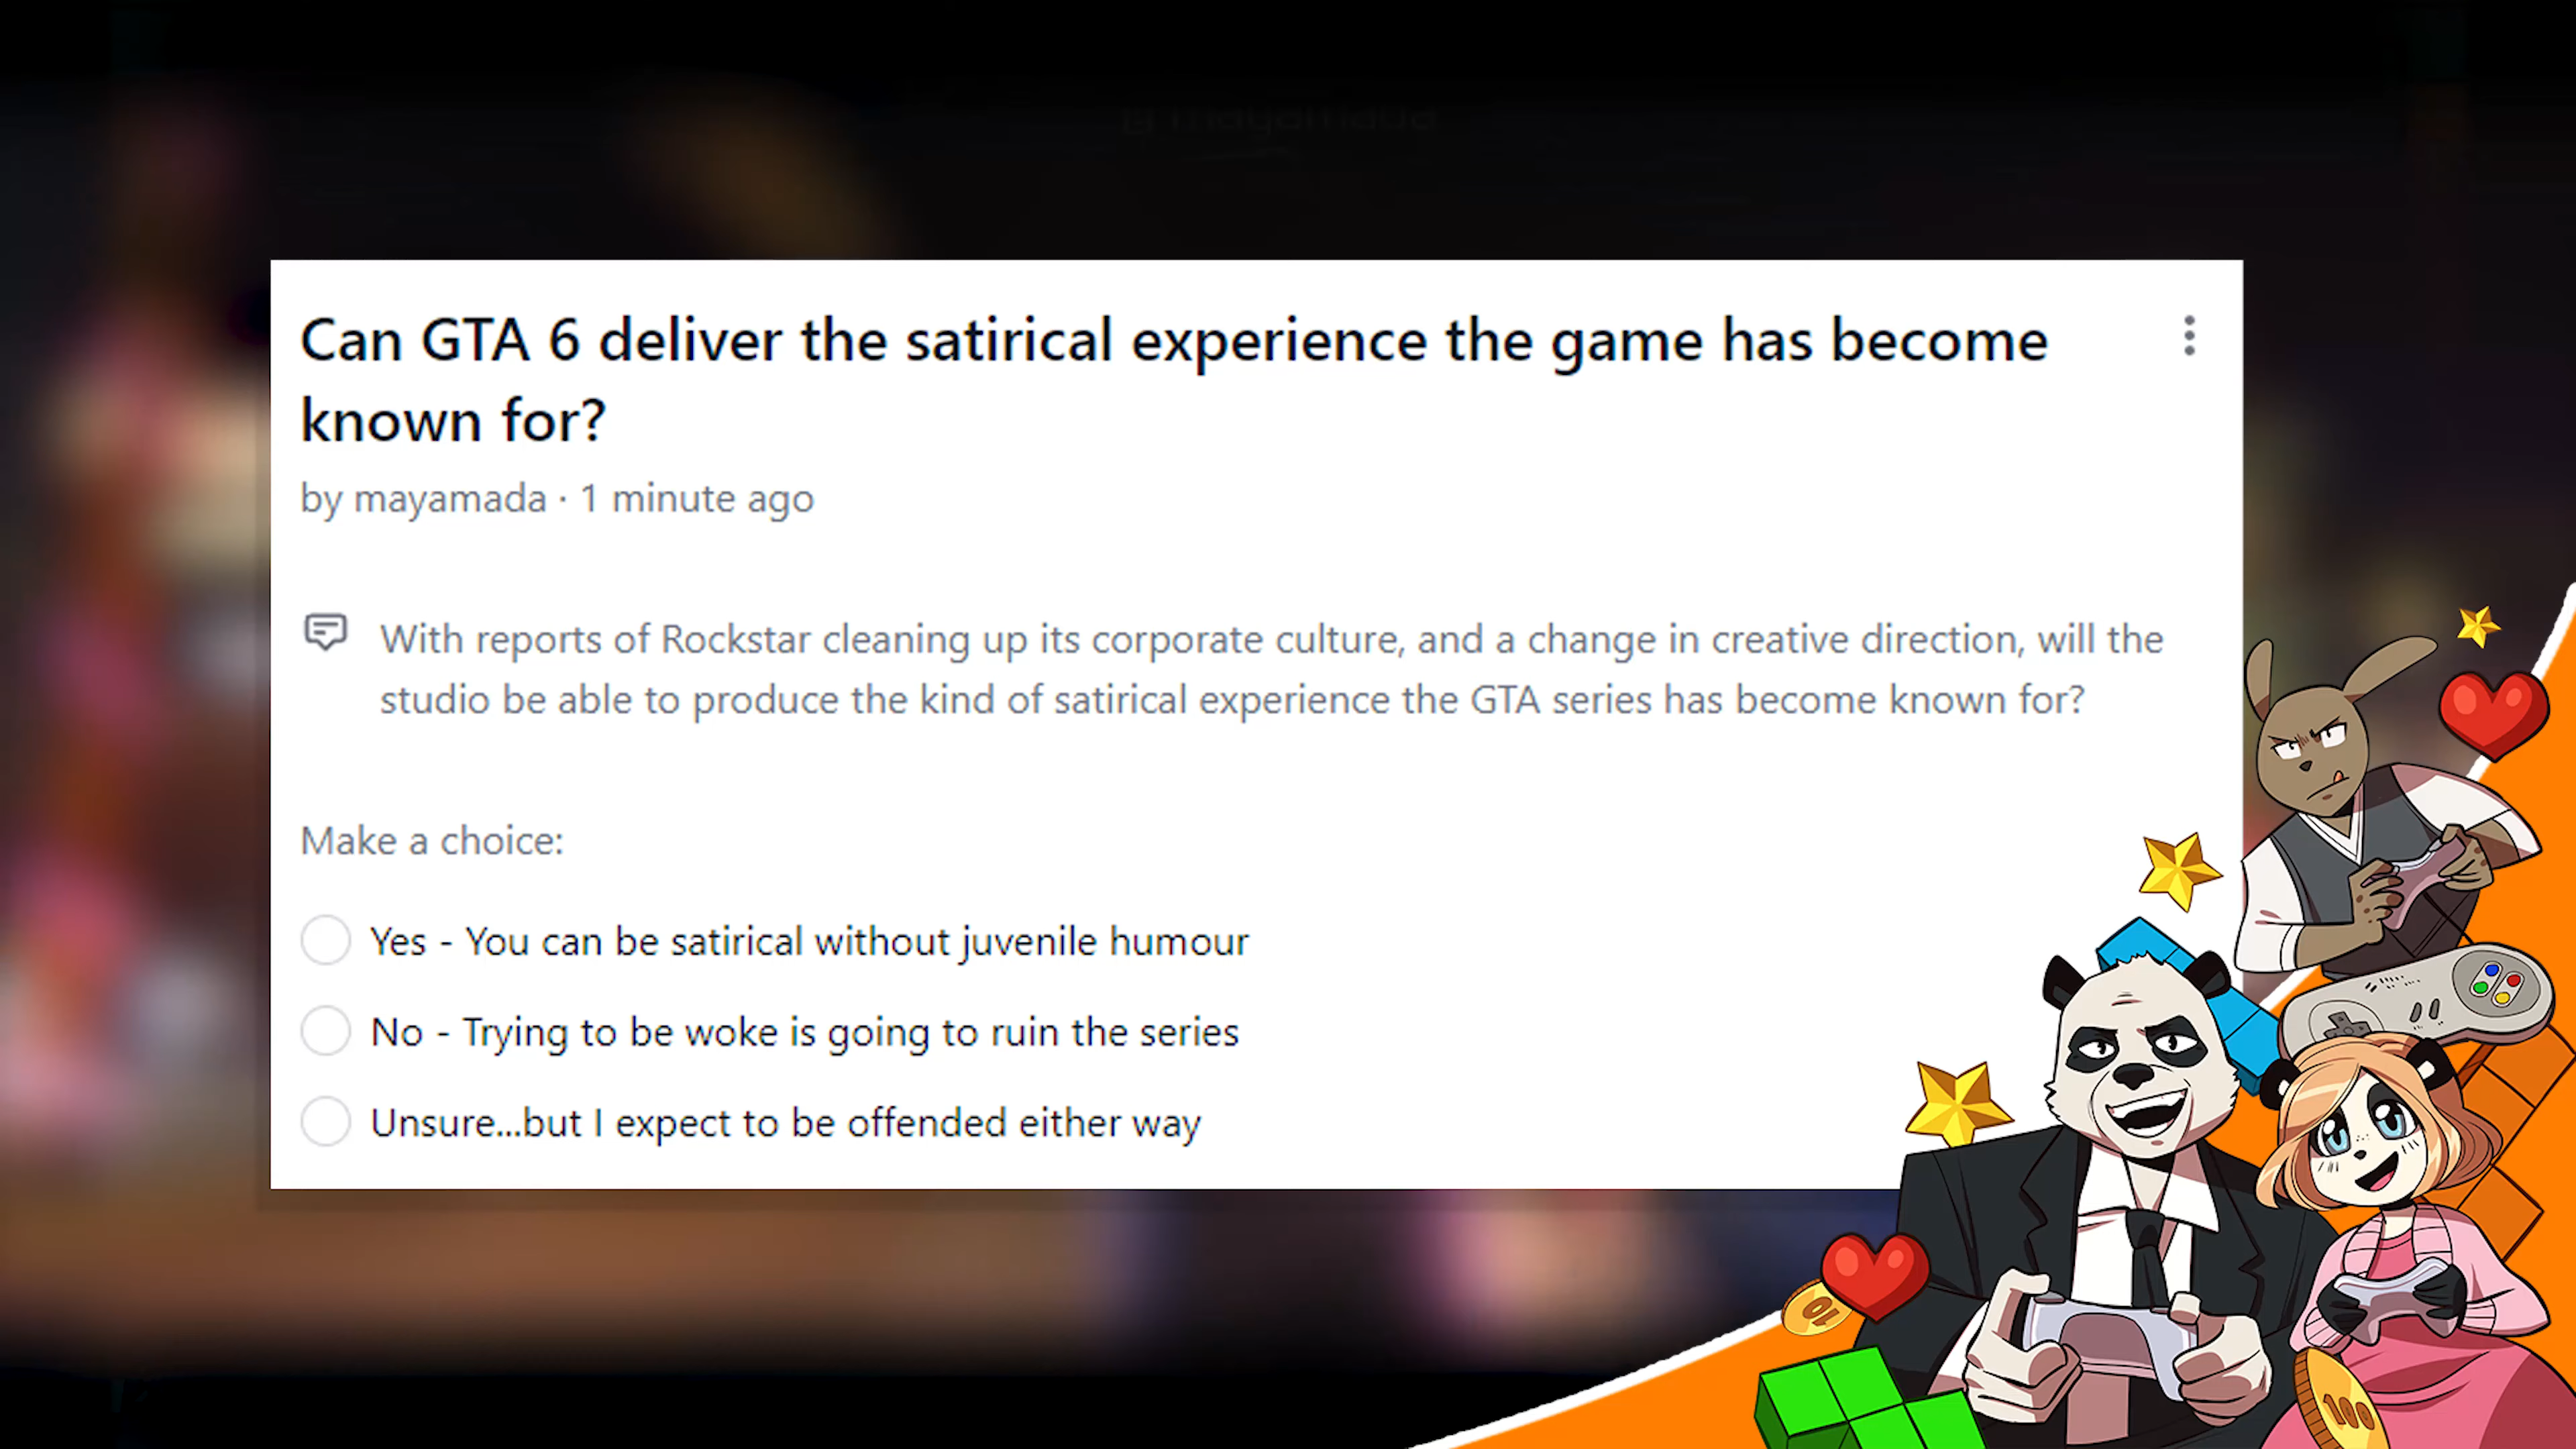 Can GTA 6 deliver the satirical experience the game has become
known for?
by mayamada · 1 minute ago
With reports of Rockstar cleaning up its corporate culture, and a change in creative direction, will the
studio be able to produce the kind of satirical experience the GTA series has become known for?
Make a choice:
Yes - You can be satirical without juvenile humour
No - Trying to be woke is going to ruin the series
Unsure...but I expect to be offended either way
10
100